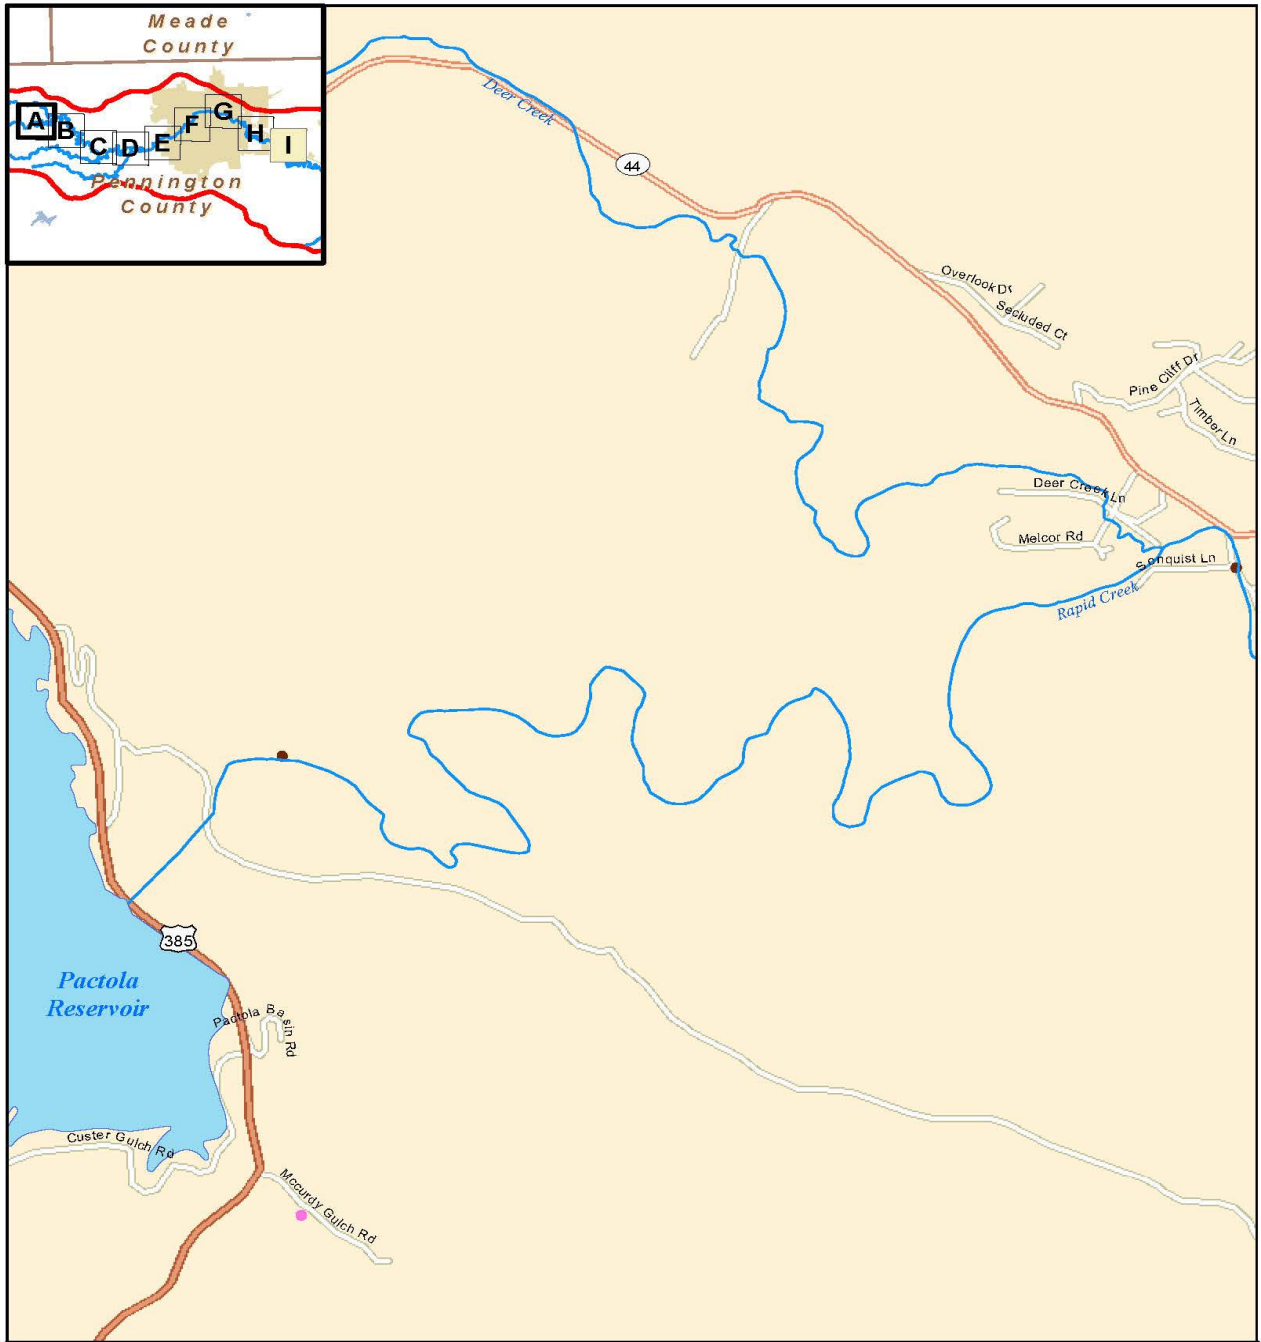 Meade
County
A
B
C
D
E
F
G
H
I
Pennington
County
Deer Creek
44
Overlook Dr
Secluded Ct
Pine Cliff Dr
Timber Ln
Deer Creek Ln
Melcor Rd
Sonquist Ln
Rapid Creek
385
Pactola
Reservoir
Pactola Basin Rd
Custer Gulch Rd
Mccurdy Gulch Rd